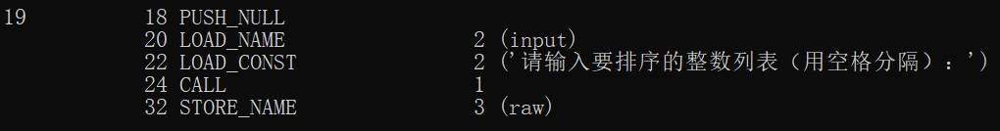 19 18 PUSH_NULL
20 LOAD_NAME 2 (input)
22 LOAD_CONST 2 ('请输入要排序的整数列表（用空格分隔）：')
24 CALL 1
32 STORE_NAME 3 (raw)